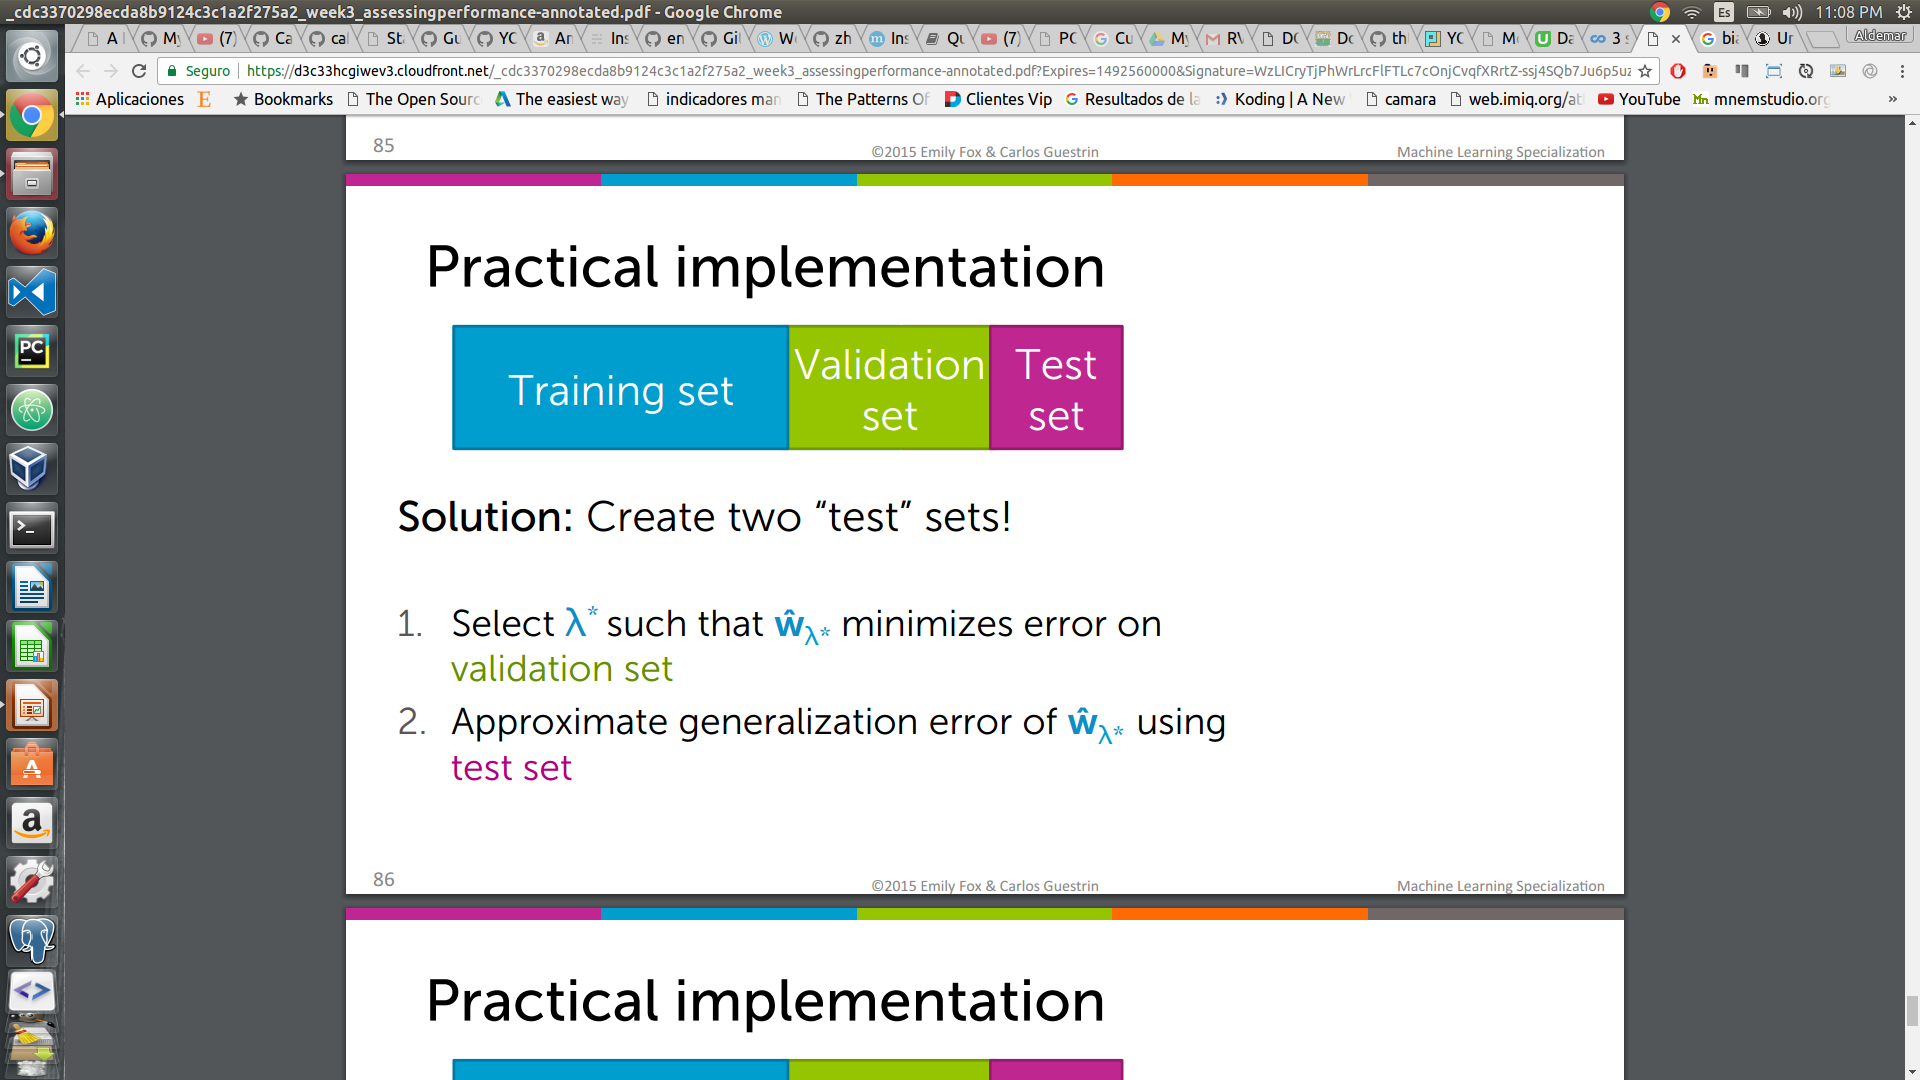 _cdc3370298ecda8b9124c3c1a2f275a2_week3_assessingperformance-annotated.pdf - Google Chrome
Es
11:08 PM
Aldemar
Seguro
https://d3c33hcgiwev3.cloudfront.net/_cdc3370298ecda8b9124c3c1a2f275a2_week3_assessingperformance-annotated.pdf?Expires=1492560000&Signature=
Aplicaciones
Bookmarks
The Open Sourc
The easiest way
indicadores man
The Patterns Of
Clientes Vip
Resultados de la
Koding | A New
camara
web.imiq.org/at
YouTube
mnemstudio.org
»
85
©2015 Emily Fox & Carlos Guestrin
Machine Learning Specialization
Practical implementation
Training set
Validation
set
Test
set
Solution: Create two “test” sets!
1. Select λ* such that ŵλ* minimizes error on
validation set
2. Approximate generalization error of ŵλ* using
test set
86
©2015 Emily Fox & Carlos Guestrin
Machine Learning Specialization
Practical implementation